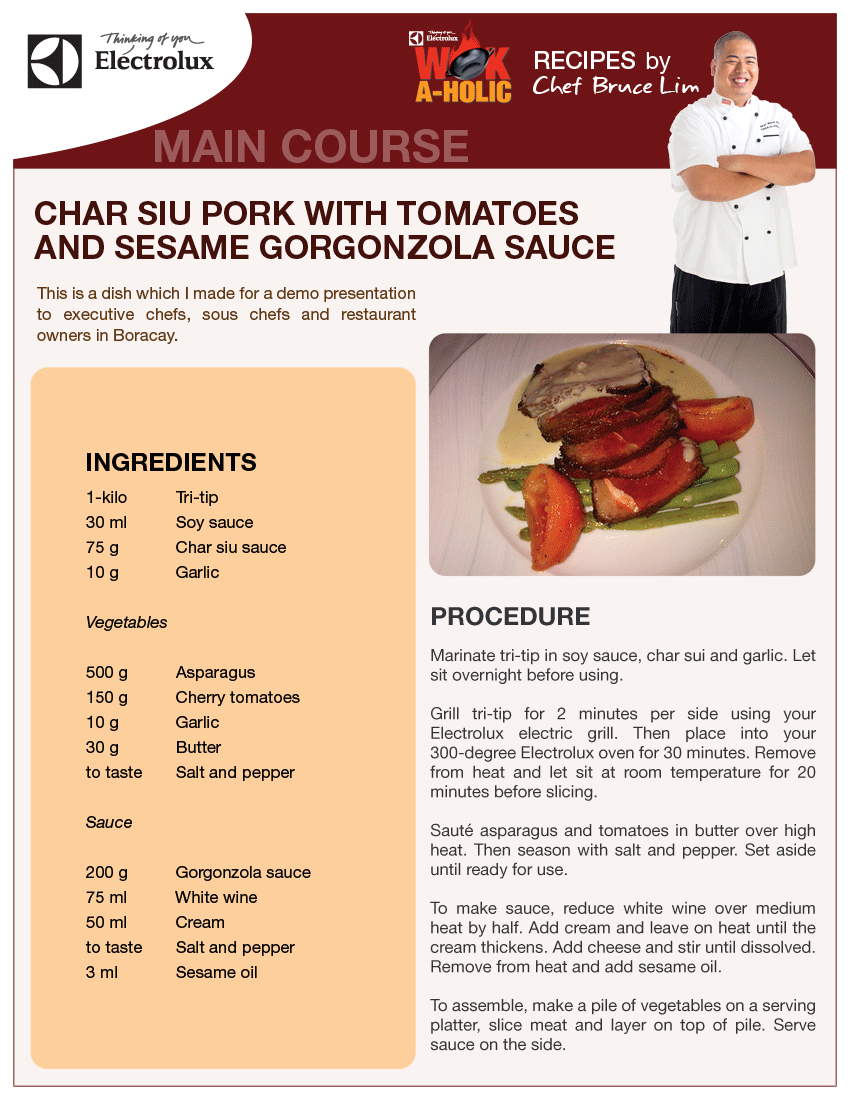 Thinking of you
Electrolux
Thinking of you
Electrolux
WOK
A-HOLIC
RECIPES by
Chef Bruce Lim
MAIN COURSE
CHAR SIU PORK WITH TOMATOES
AND SESAME GORGONZOLA SAUCE
This is a dish which I made for a demo presentation
to executive chefs, sous chefs and restaurant
owners in Boracay.
INGREDIENTS
1-kilo Tri-tip
30 ml Soy sauce
75 g Char siu sauce
10 g Garlic
Vegetables
500 g Asparagus
150 g Cherry tomatoes
10 g Garlic
30 g Butter
to taste Salt and pepper
Sauce
200 g Gorgonzola sauce
75 ml White wine
50 ml Cream
to taste Salt and pepper
3 ml Sesame oil
PROCEDURE
Marinate tri-tip in soy sauce, char sui and garlic. Let
sit overnight before using.
Grill tri-tip for 2 minutes per side using your
Electrolux electric grill. Then place into your
300-degree Electrolux oven for 30 minutes. Remove
from heat and let sit at room temperature for 20
minutes before slicing.
Sauté asparagus and tomatoes in butter over high
heat. Then season with salt and pepper. Set aside
until ready for use.
To make sauce, reduce white wine over medium
heat by half. Add cream and leave on heat until the
cream thickens. Add cheese and stir until dissolved.
Remove from heat and add sesame oil.
To assemble, make a pile of vegetables on a serving
platter, slice meat and layer on top of pile. Serve
sauce on the side.